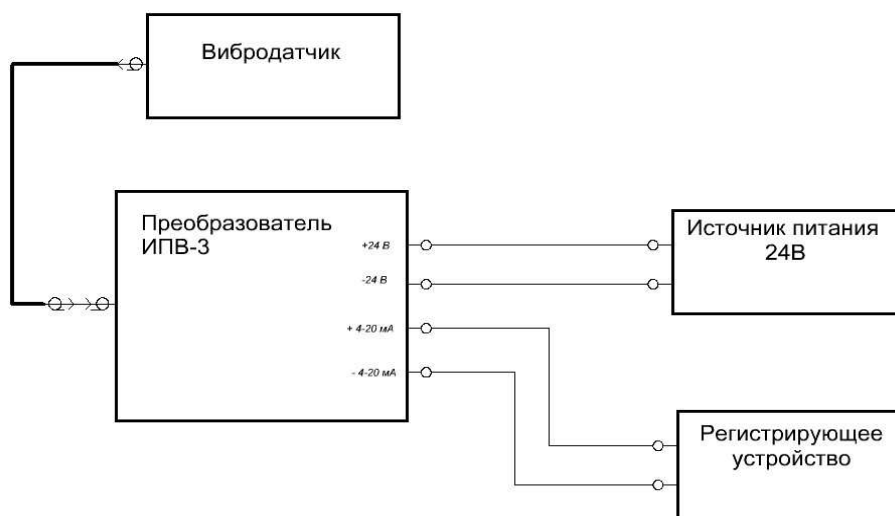 Вибродатчик
Преобразователь
ИПВ-3
+24 В
-24 В
+ 4-20 мА
- 4-20 мА
Источник питания
24В
Регистрирующее
устройство